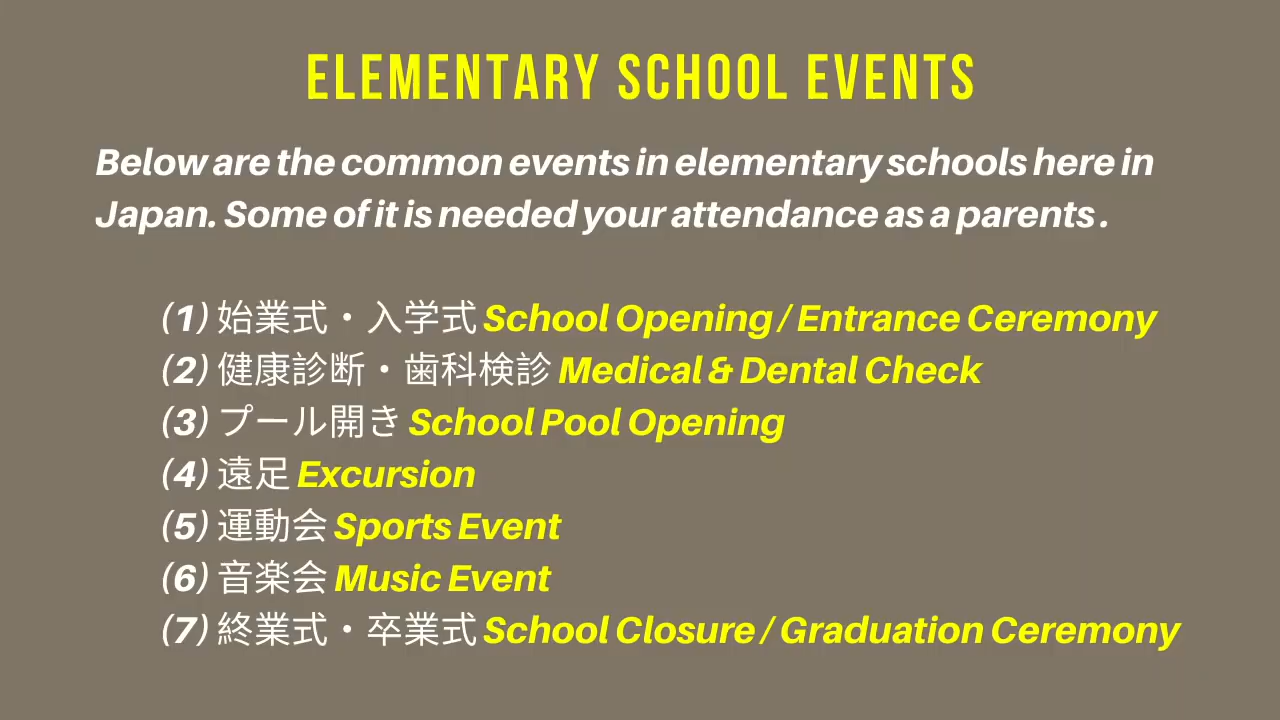 ELEMENTARY SCHOOL EVENTS
Below are the common events in elementary schools here in
Japan. Some of it is needed your attendance as a parents .
(1) 始業式・入学式 School Opening / Entrance Ceremony
(2) 健康診断・歯科検診 Medical & Dental Check
(3) プール開き School Pool Opening
(4) 遠足 Excursion
(5) 運動会 Sports Event
(6) 音楽会 Music Event
(7) 終業式・卒業式 School Closure / Graduation Ceremony